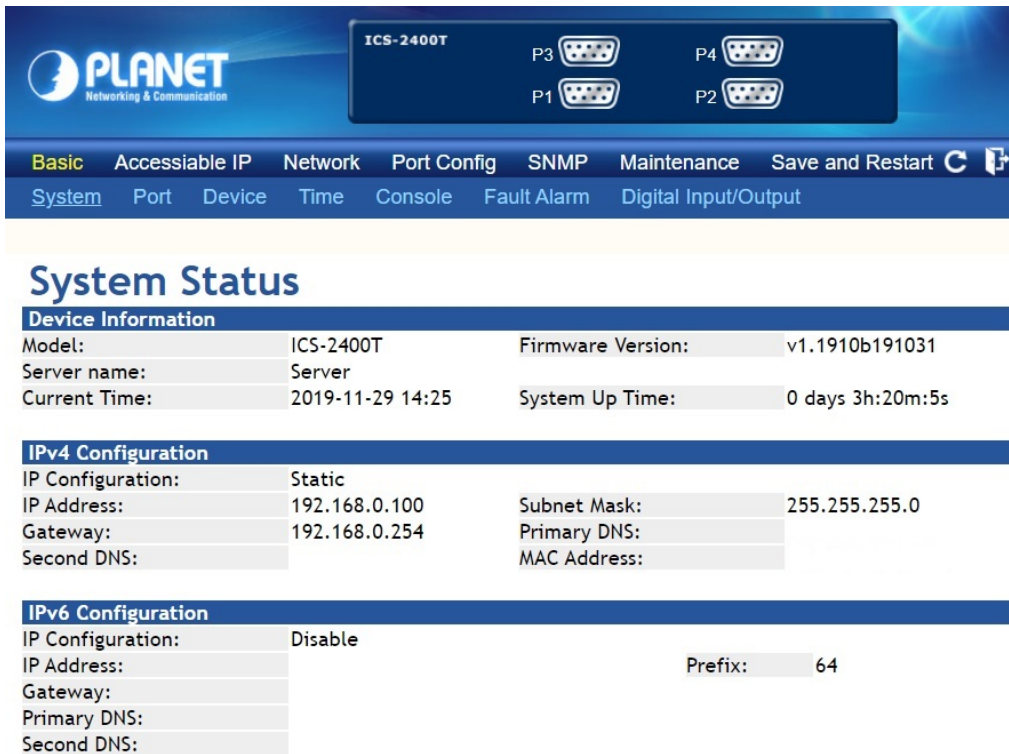 PLANET
Networking & Communication
ICS-2400T
P3 P4
P1 P2
Basic Accessiable IP Network Port Config SNMP Maintenance Save and Restart
System Port Device Time Console Fault Alarm Digital Input/Output
System Status
Device Information
Model: ICS-2400T Firmware Version: v1.1910b191031
Server name: Server
Current Time: 2019-11-29 14:25 System Up Time: 0 days 3h:20m:5s
IPv4 Configuration
IP Configuration: Static
IP Address: 192.168.0.100 Subnet Mask: 255.255.255.0
Gateway: 192.168.0.254 Primary DNS:
Second DNS: MAC Address:
IPv6 Configuration
IP Configuration: Disable
IP Address: Prefix: 64
Gateway:
Primary DNS:
Second DNS: